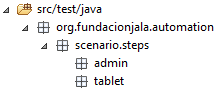 src/test/java
org.fundacionjala.automation
scenario.steps
admin
tablet